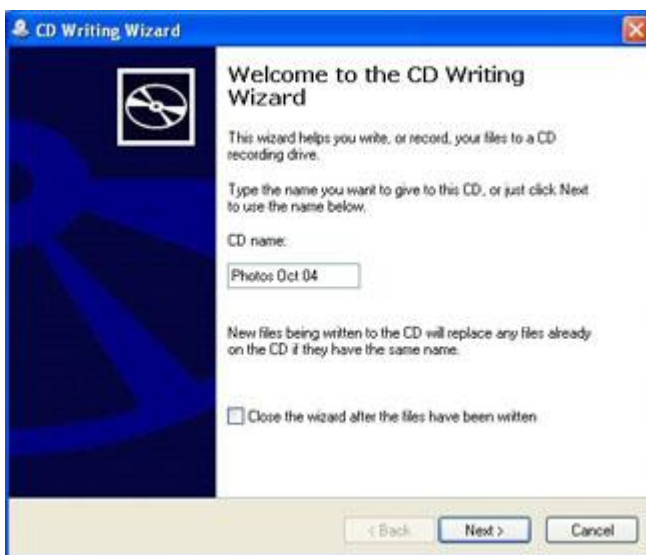 CD Writing Wizard
Welcome to the CD Writing
Wizard
This wizard helps you write, or record, your files to a CD
recording drive.
Type the name you want to give to this CD, or just click Next
to use the name below.
CD name:
Photos Oct 04
New files being written to the CD will replace any files already
on the CD if they have the same name.
Close the wizard after the files have been written
< Back
Next >
Cancel